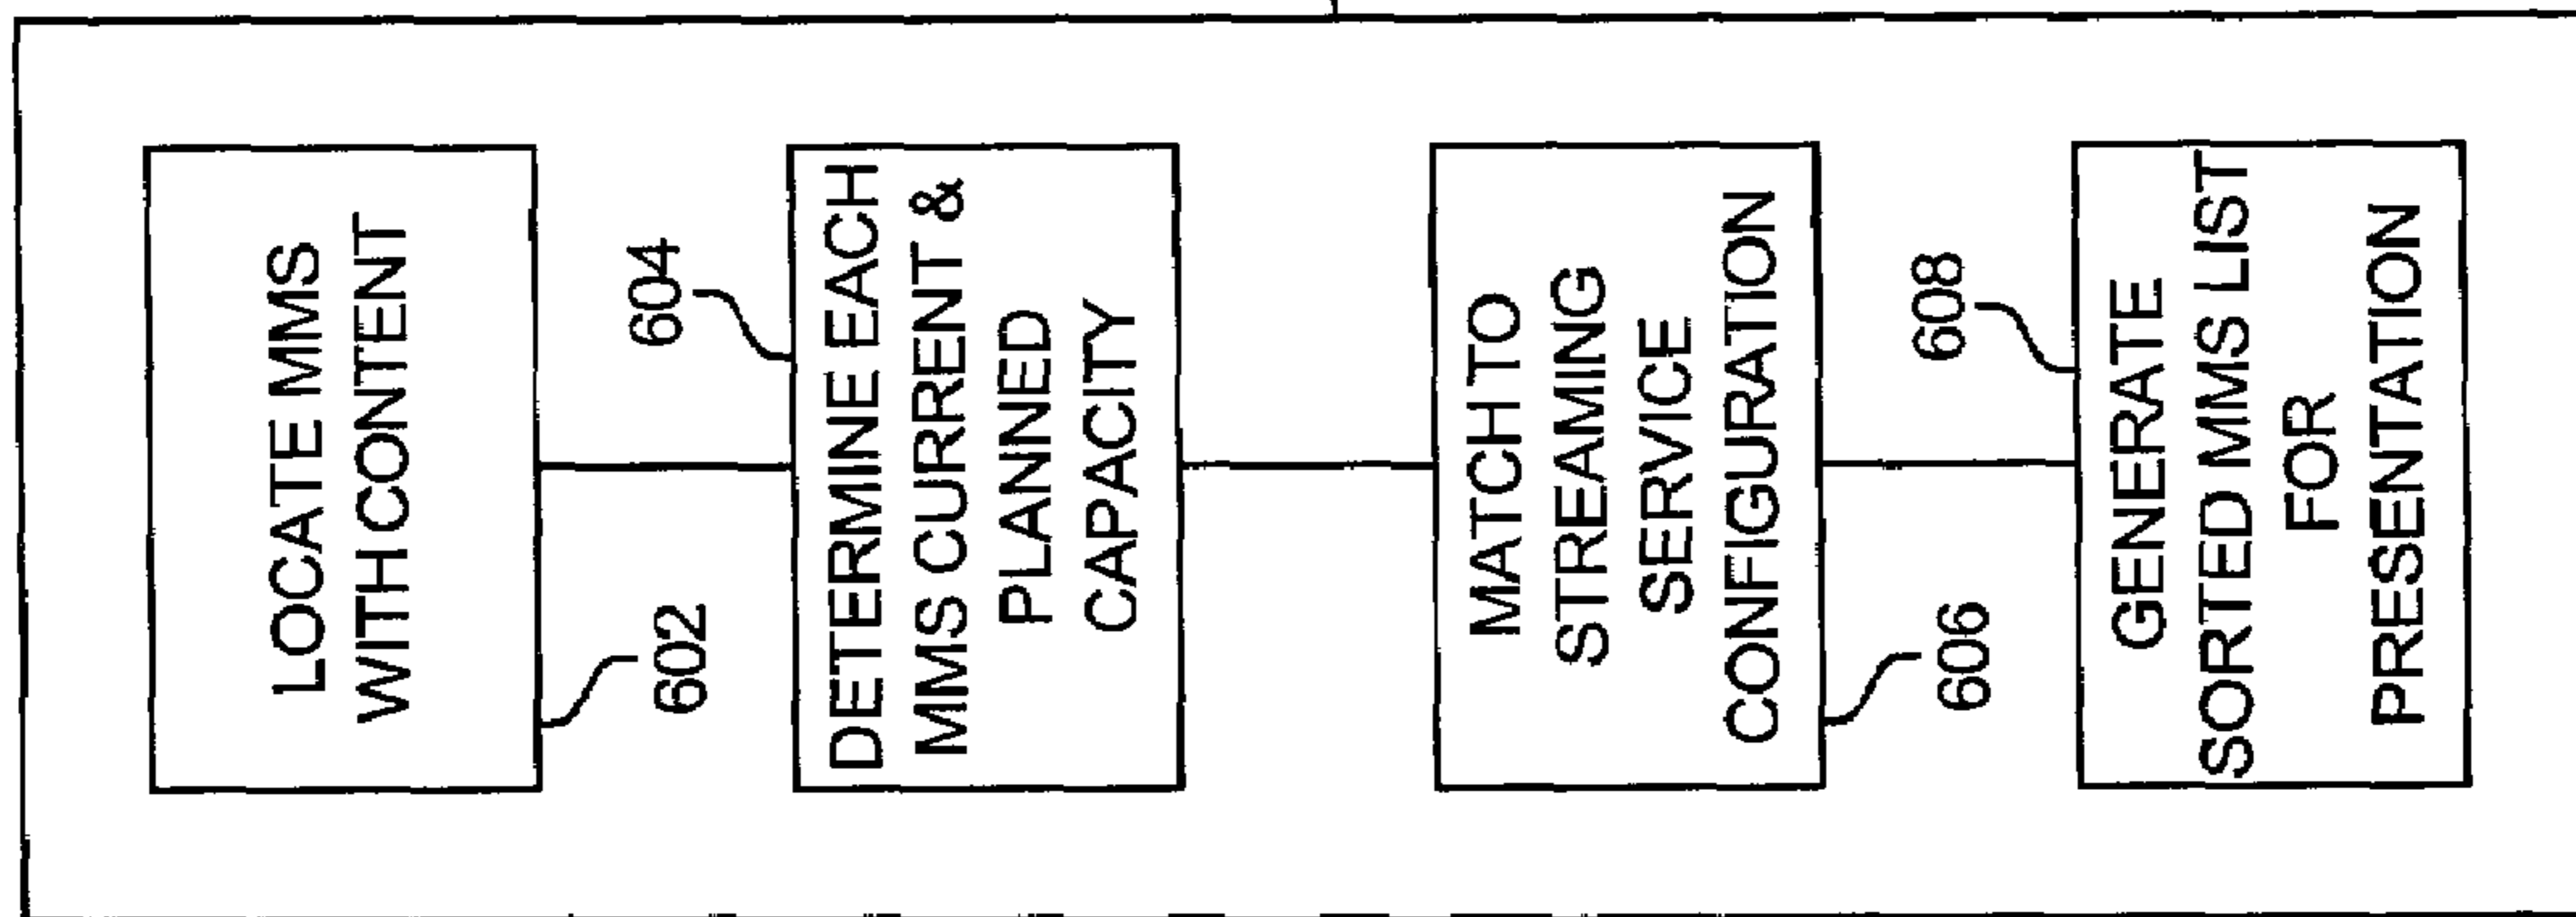 LOCATE MMS
WITH CONTENT
602
604
DETERMINE EACH
MMS CURRENT &
PLANNED
CAPACITY
MATCH TO
STREAMING
SERVICE
CONFIGURATION
606
608
GENERATE
SORTED MMS LIST
FOR
PRESENTATION